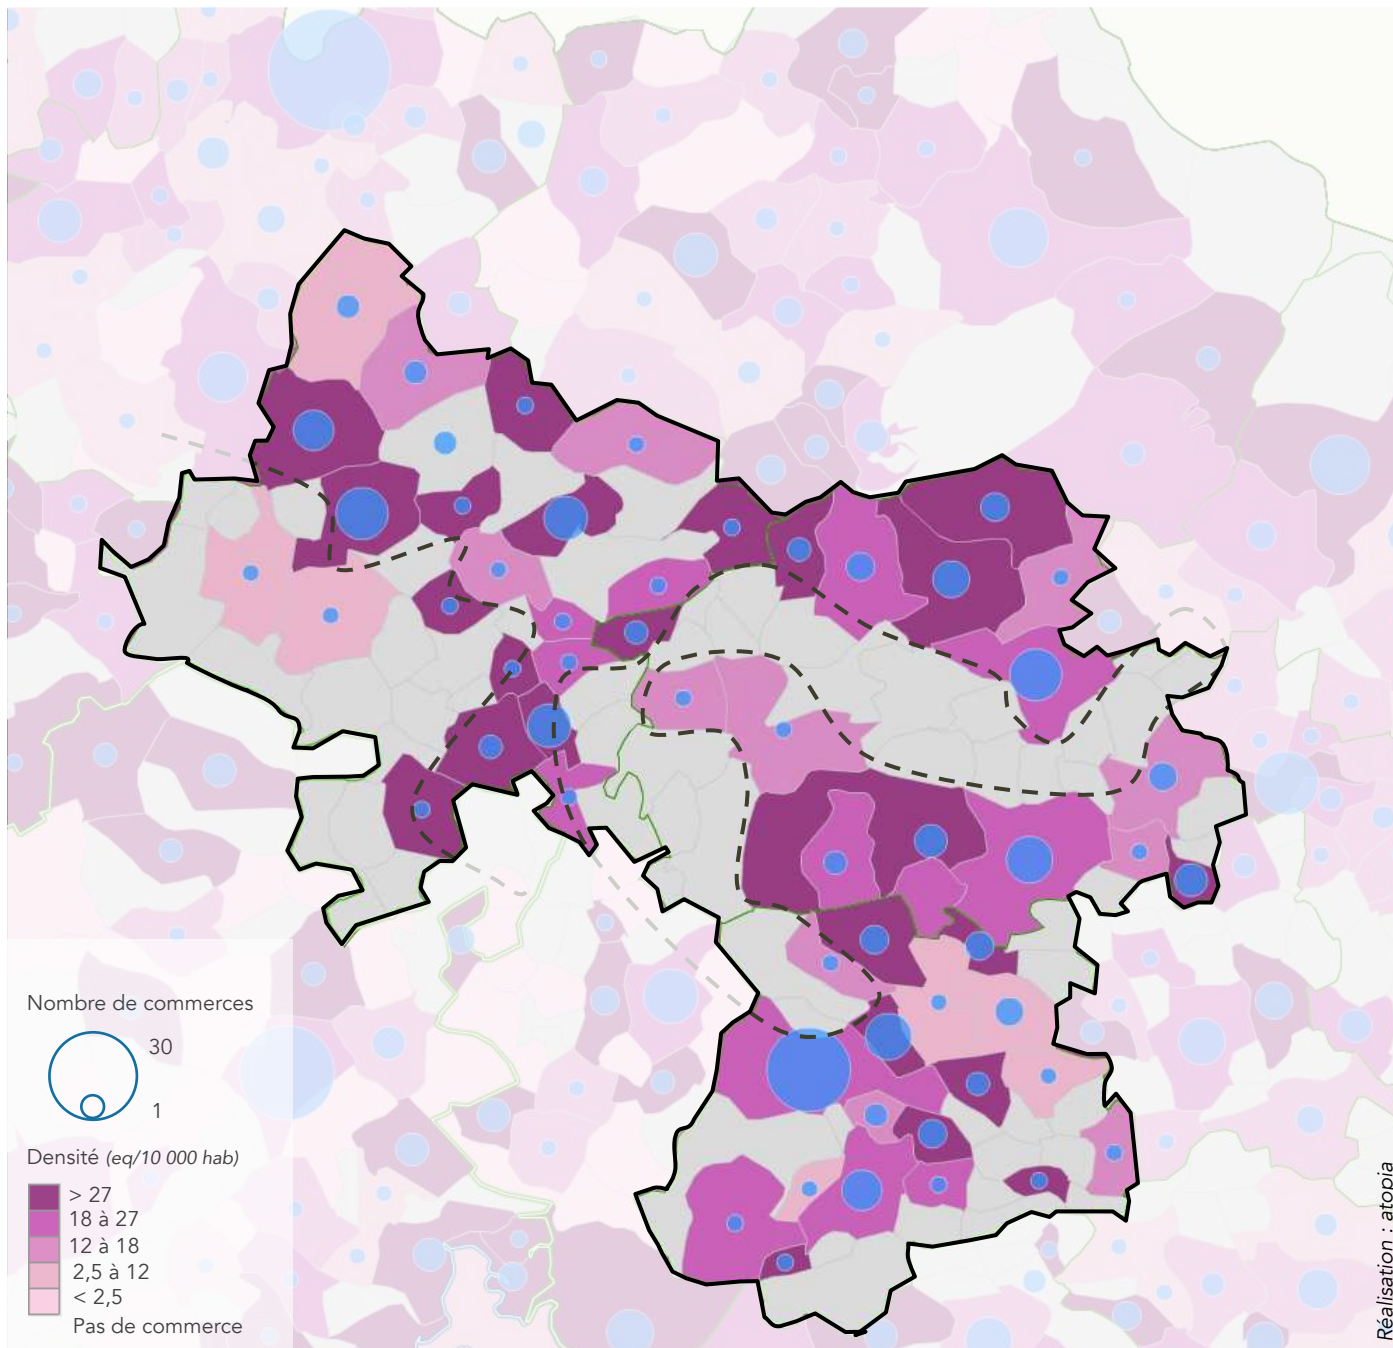 Nombre de commerces
30
1
Densité (eq/10 000 hab)
> 27
18 à 27
12 à 18
2,5 à 12
< 2,5
Pas de commerce
Réalisation : atopia